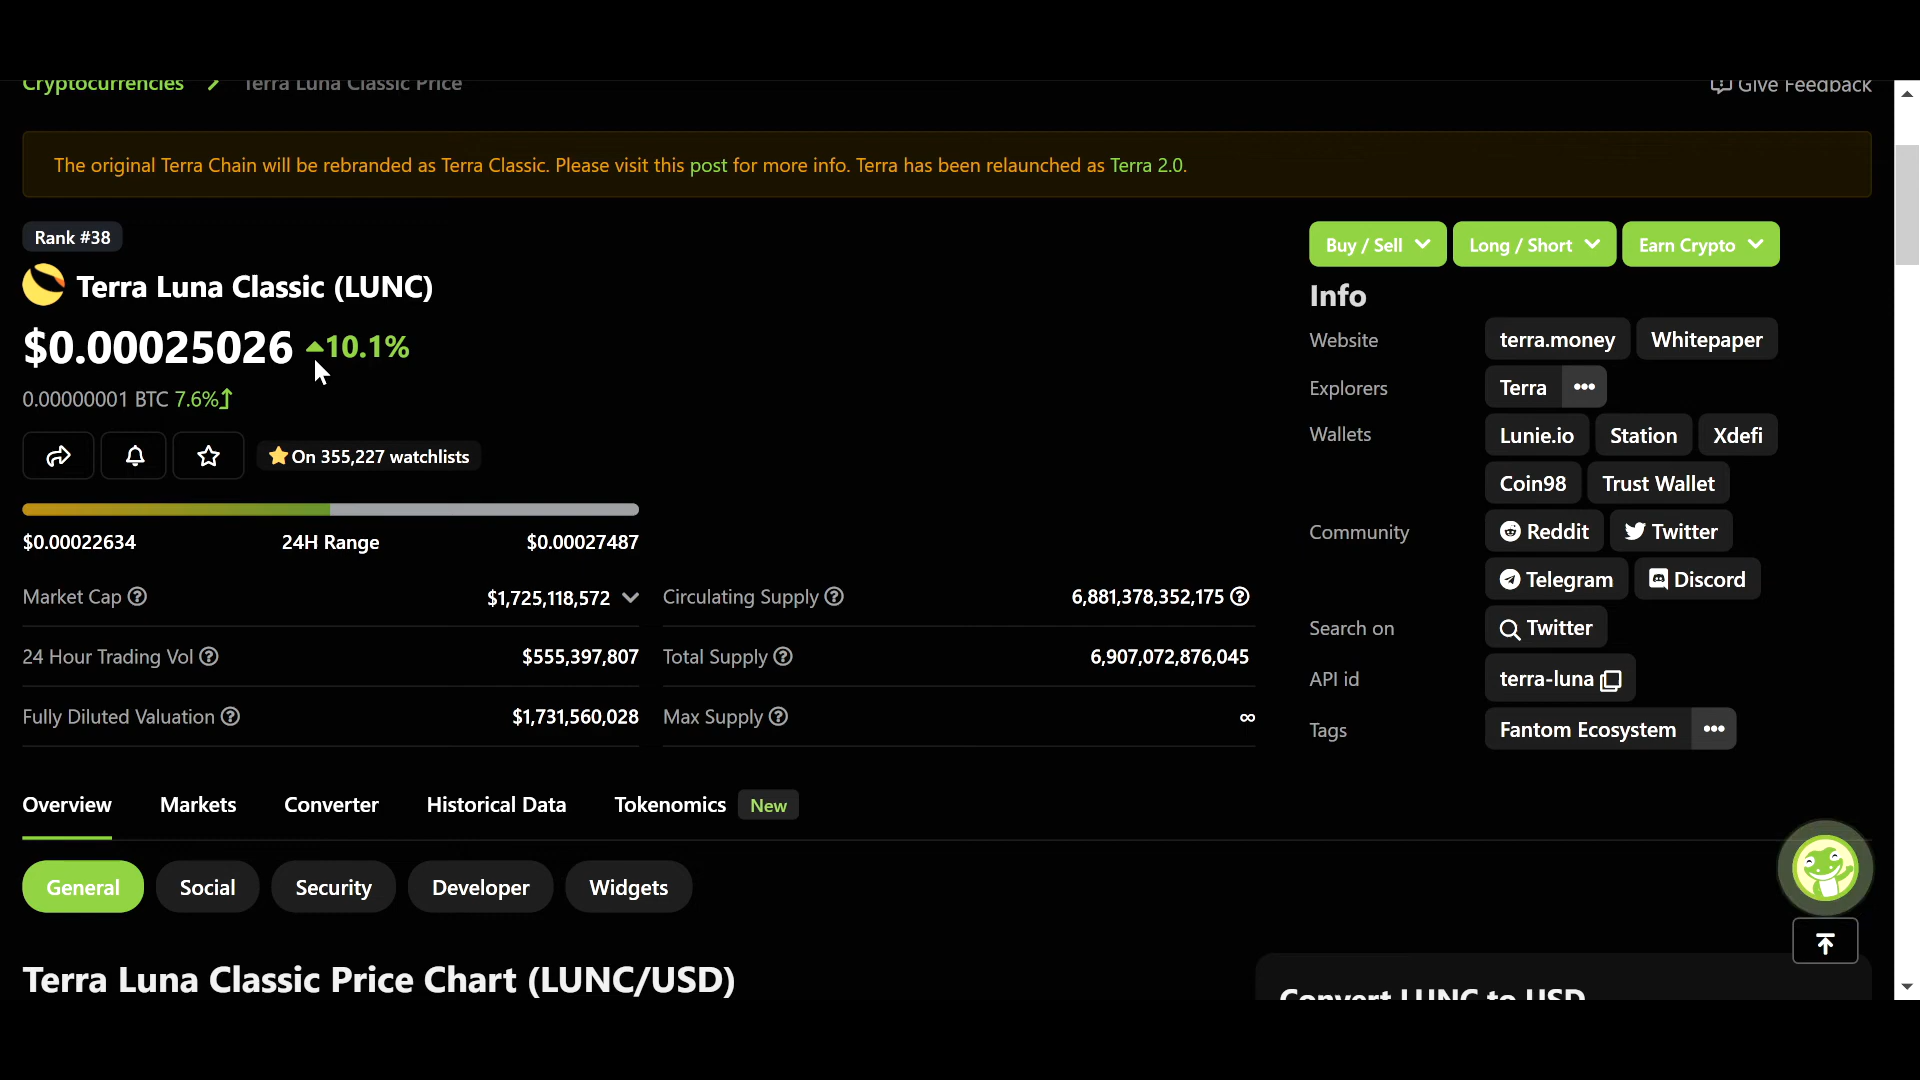 Cryptocurrencies > Terra Luna Classic Price
Give Feedback
The original Terra Chain will be rebranded as Terra Classic. Please visit this post for more info. Terra has been relaunched as Terra 2.0.
Rank #38
Terra Luna Classic (LUNC)
$0.00025026 10.1%
0.00000001 BTC 7.6%
On 355,227 watchlists
$0.00022634 24H Range $0.00027487
Market Cap $1,725,118,572
24 Hour Trading Vol $555,397,807
Fully Diluted Valuation $1,731,560,028
Circulating Supply 6,881,378,352,175
Total Supply 6,907,072,876,045
Max Supply ∞
Buy / Sell Long / Short Earn Crypto
Info
Website terra.money Whitepaper
Explorers Terra •••
Wallets Lunie.io Station Xdefi
Coin98 Trust Wallet
Community Reddit Twitter
Telegram Discord
Search on Twitter
API id terra-luna
Tags Fantom Ecosystem •••
Overview Markets Converter Historical Data Tokenomics New
General Social Security Developer Widgets
Terra Luna Classic Price Chart (LUNC/USD)
Convert LUNC to USD